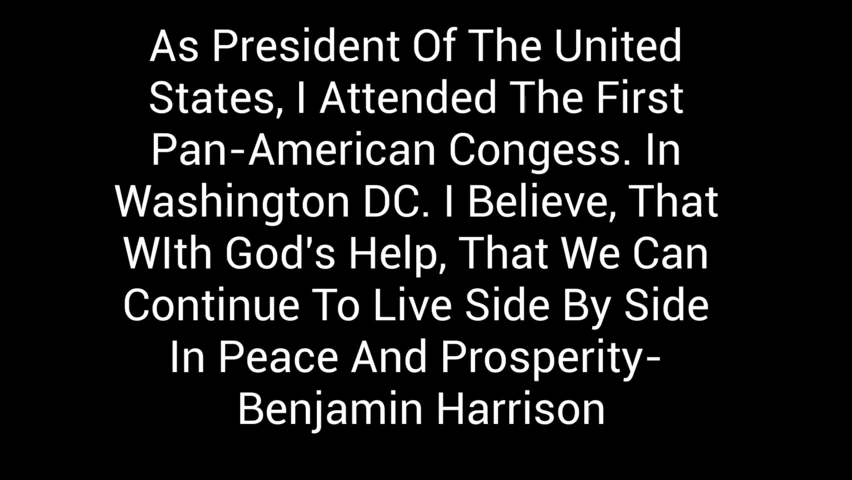 As President Of The United
States, I Attended The First
Pan-American Congess. In
Washington DC. I Believe, That
WIth God's Help, That We Can
Continue To Live Side By Side
In Peace And Prosperity-
Benjamin Harrison